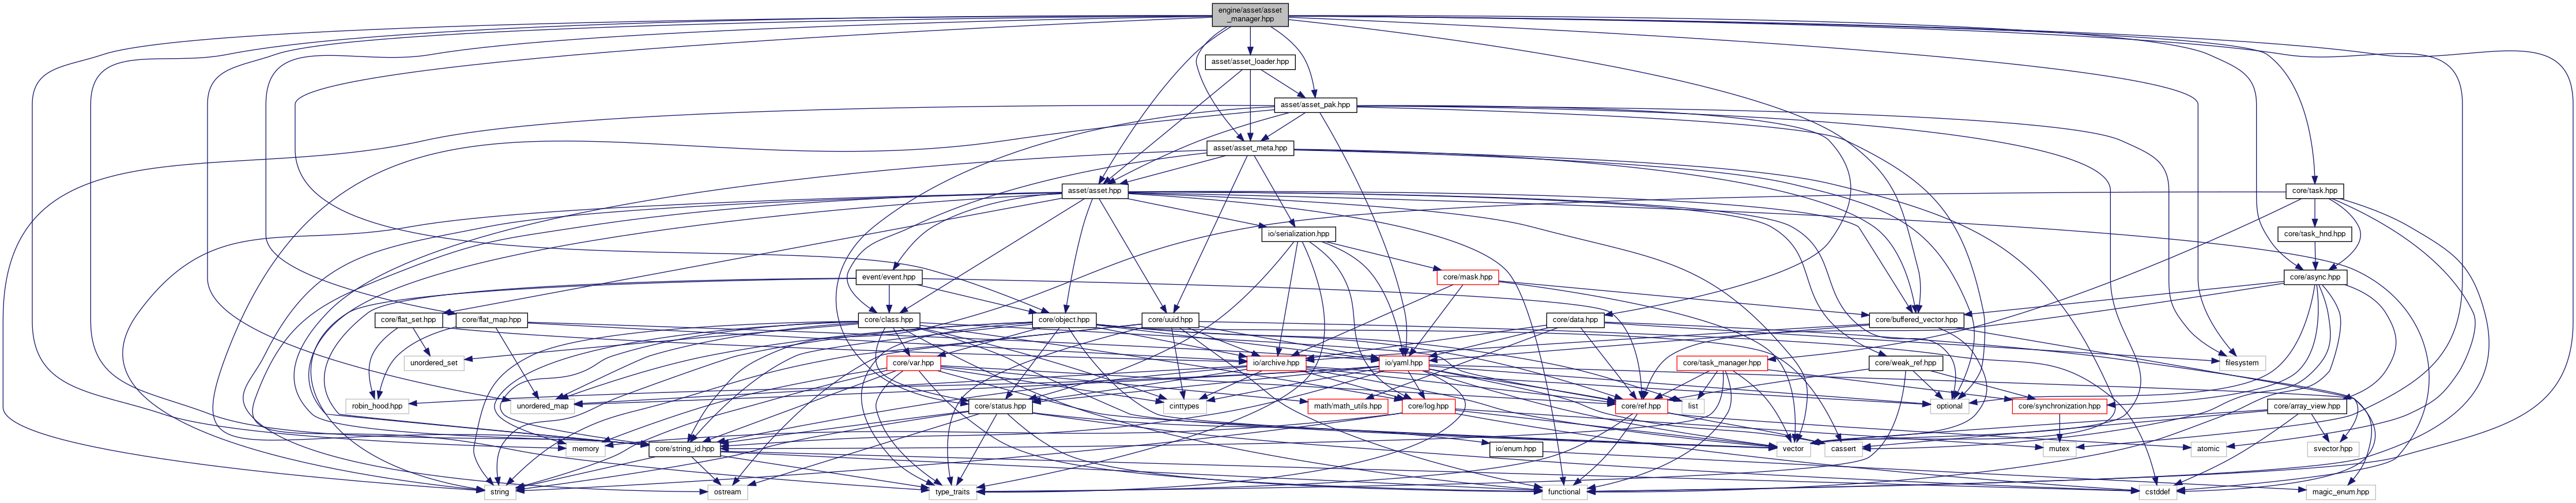 engine/asset/asset
_manager.hpp
asset/asset_loader.hpp
asset/asset_pak.hpp
asset/asset_meta.hpp
asset/asset.hpp
core/task.hpp
io/serialization.hpp
core/task_hnd.hpp
event/event.hpp
core/mask.hpp
core/async.hpp
core/flat_set.hpp
core/flat_map.hpp
core/class.hpp
core/object.hpp
core/uuid.hpp
core/data.hpp
core/buffered_vector.hpp
unordered_set
core/var.hpp
io/archive.hpp
io/yaml.hpp
core/task_manager.hpp
core/weak_ref.hpp
filesystem
robin_hood.hpp
unordered_map
core/status.hpp
cinttypes
math/math_utils.hpp
core/log.hpp
core/ref.hpp
list
optional
core/synchronization.hpp
core/array_view.hpp
memory
core/string_id.hpp
io/enum.hpp
vector
cassert
mutex
atomic
svector.hpp
string
ostream
type_traits
functional
cstddef
magic_enum.hpp